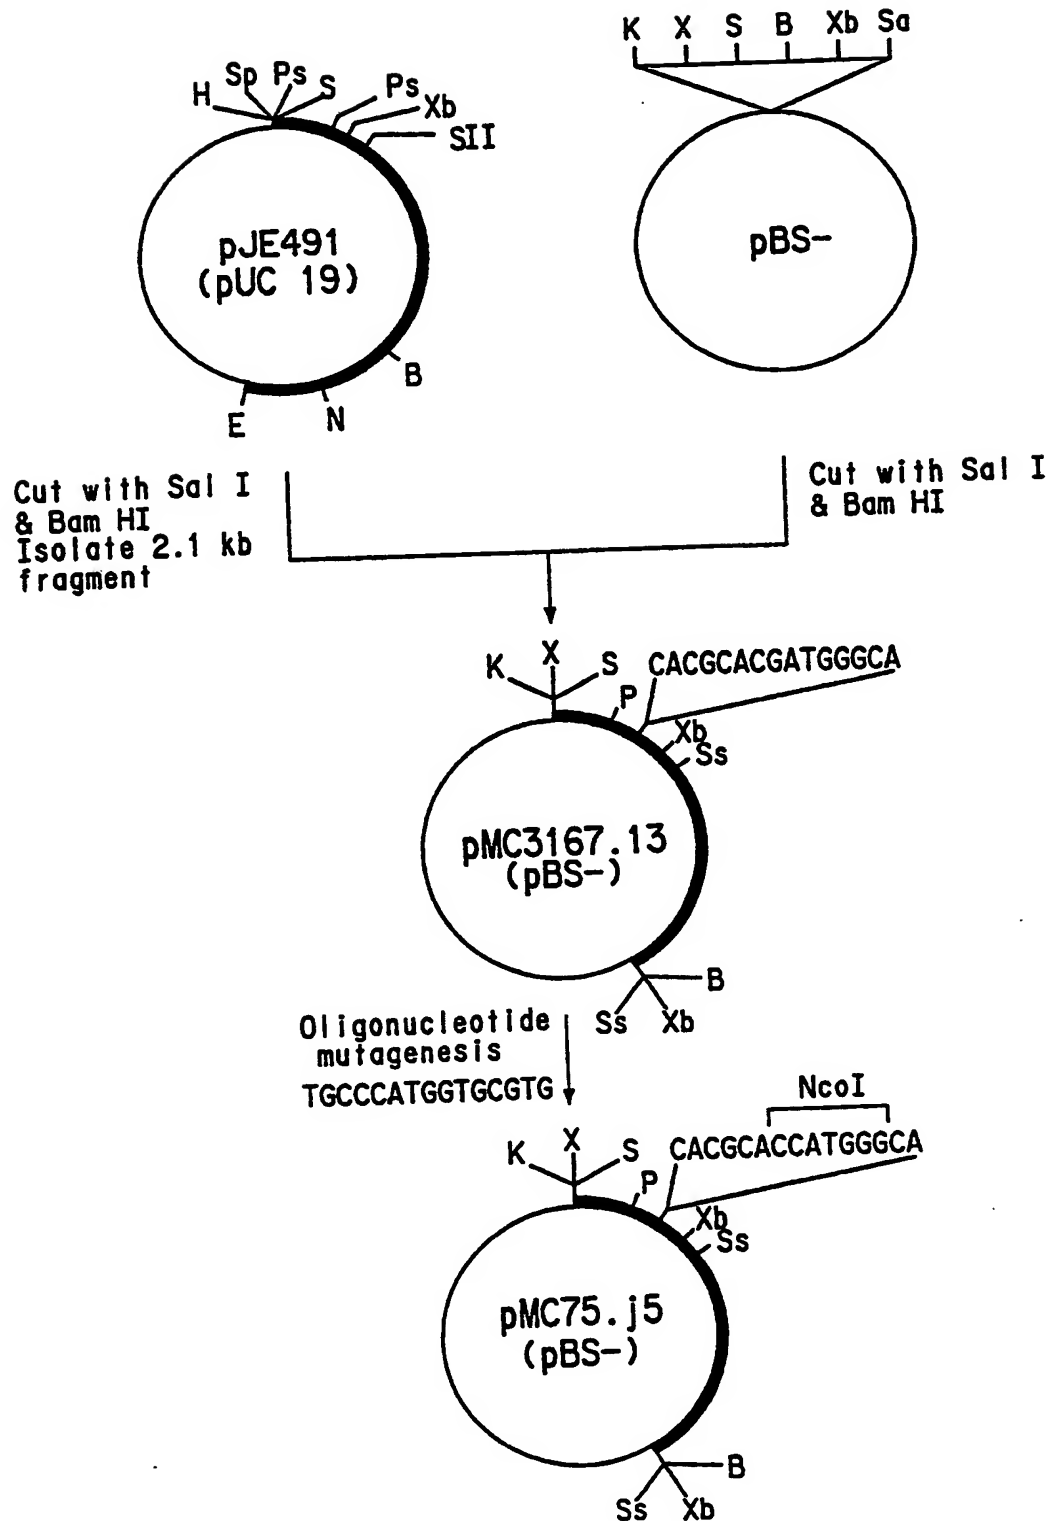 K X S B Xb Sa
H Sp Ps S Ps Xb
SII
pJE491
(pUC 19)
pBS-
B
E N
Cut with Sal I
& Bam HI
Isolate 2.1 kb
fragment
Cut with Sal I
& Bam HI
K X S CACGCACGATGGGCA
P
Xb
Ss
pMC3167.13
(pBS-)
B
Ss Xb
Oligonucleotide
mutagenesis
TGCCCATGGTGCGTG
NcoI
K X S CACGCACCATGGGCA
P
Xb
Ss
pMC75.j5
(pBS-)
B
Ss Xb